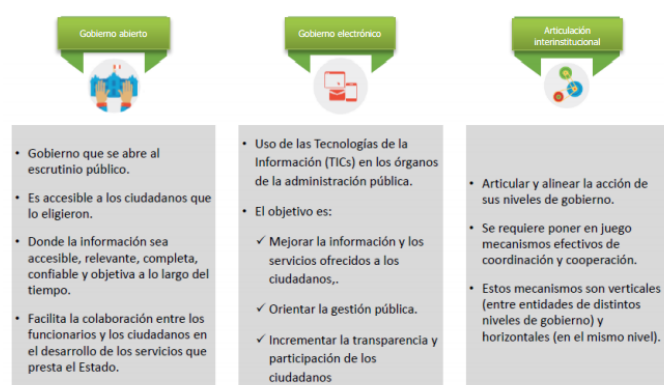 Gobierno abierto
• Gobierno que se abre al
escrutinio público.
• Es accesible a los ciudadanos que
lo eligieron.
• Donde la información sea
accesible, relevante, completa,
confiable y objetiva a lo largo del
tiempo.
• Facilita la colaboración entre los
funcionarios y los ciudadanos en
el desarrollo de los servicios que
presta el Estado.
Gobierno electrónico
• Uso de las Tecnologías de la
Información (TICs) en los órganos
de la administración pública.
• El objetivo es:
✓ Mejorar la información y los
servicios ofrecidos a los
ciudadanos,.
✓ Orientar la gestión pública.
✓ Incrementar la transparencia y
participación de los
ciudadanos
Articulación
interinstitucional
• Articular y alinear la acción de
sus niveles de gobierno.
• Se requiere poner en juego
mecanismos efectivos de
coordinación y cooperación.
• Estos mecanismos son verticales
(entre entidades de distintos
niveles de gobierno) y
horizontales (en el mismo nivel).